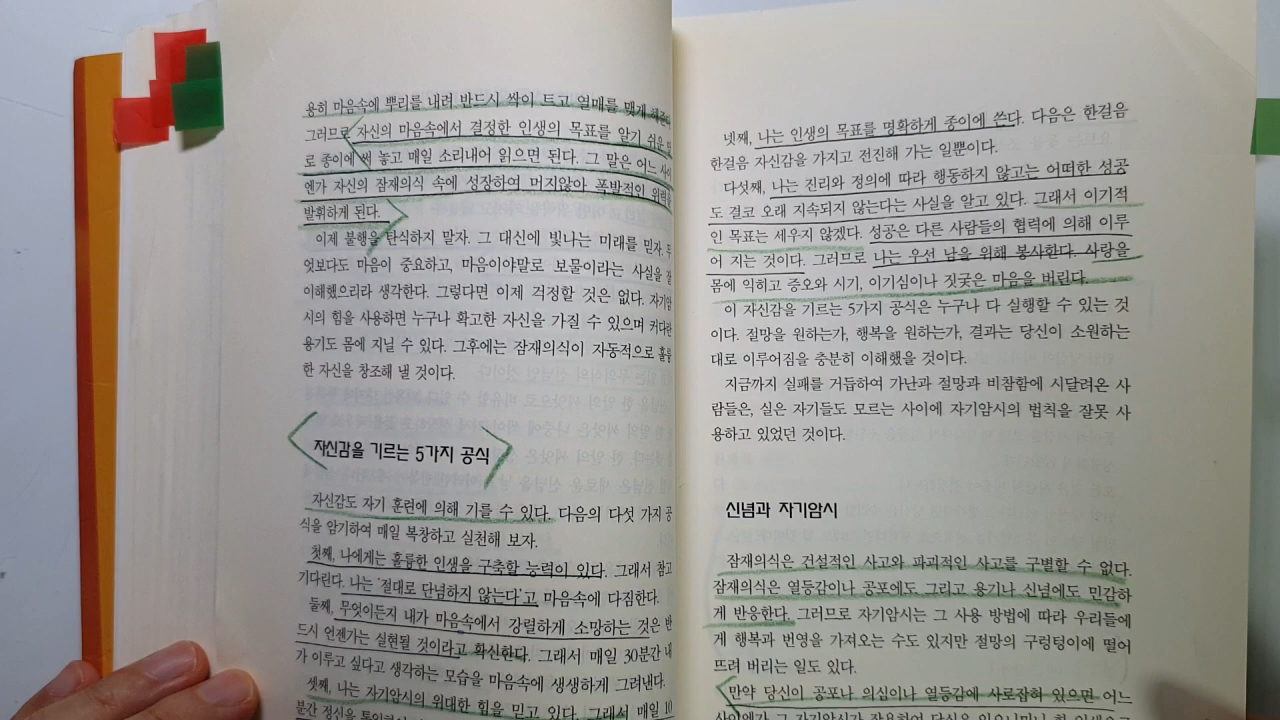 용히 마음속에 뿌리를 내려 반드시 싹이 트고 열매를 맺게
그러므로 자신의 마음속에서 결정한 인생의 목표를 알기 쉬운
로 종이에 써 놓고 매일 소리내어 읽으면 된다. 그 말은 어느 사이
엔가 자신의 잠재의식 속에 성장하여 머지않아 폭발적인 위력을
발휘하게 된다.
이제 불행을 탄식하지 말자. 그 대신에 빛나는 미래를 믿자. 무
엇보다도 마음이 중요하고, 마음이야말로 보물이라는 사실을 잘
이해했으리라 생각한다. 그렇다면 이제 걱정할 것은 없다. 자기암
시의 힘을 사용하면 누구나 확고한 자신을 가질 수 있으며 커다란
용기도 몸에 지닐 수 있다. 그후에는 잠재의식이 자동적으로 훌륭
한 자신을 창조해 낼 것이다.
자신감을 기르는 5가지 공식
자신감도 자기 훈련에 의해 기를 수 있다. 다음의 다섯 가지 공
식을 암기하여 매일 복창하고 실천해 보자.
첫째, 나에게는 훌륭한 인생을 구축할 능력이 있다. 그래서 참고
기다린다. 나는 '절대로 단념하지 않는다'고 마음속에 다짐한다.
둘째, 무엇이든지 내가 마음속에서 강렬하게 소망하는 것은 반
드시 언젠가는 실현될 것이라고 확신한다. 그래서 매일 30분간 내
가 이루고 싶다고 생각하는 모습을 마음속에 생생하게 그려낸다.
셋째, 나는 자기암시의 위대한 힘을 믿고 있다. 그래서 매일 10
분간 정신을
넷째, 나는 인생의 목표를 명확하게 종이에 쓴다. 다음은 한걸음
한걸음 자신감을 가지고 전진해 가는 일뿐이다.
다섯째, 나는 진리와 정의에 따라 행동하지 않고는 어떠한 성공
도 결코 오래 지속되지 않는다는 사실을 알고 있다. 그래서 이기적
인 목표는 세우지 않겠다. 성공은 다른 사람들의 협력에 의해 이루
어 지는 것이다. 그러므로 나는 우선 남을 위해 봉사한다. 사랑을
몸에 익히고 증오와 시기, 이기심이나 짓궂은 마음을 버린다.
이 자신감을 기르는 5가지 공식은 누구나 다 실행할 수 있는 것
이다. 절망을 원하는가, 행복을 원하는가, 결과는 당신이 소원하는
대로 이루어짐을 충분히 이해했을 것이다.
지금까지 실패를 거듭하여 가난과 절망과 비참함에 시달려온 사
람들은, 실은 자기들도 모르는 사이에 자기암시의 법칙을 잘못 사
용하고 있었던 것이다.
신념과 자기암시
잠재의식은 건설적인 사고와 파괴적인 사고를 구별할 수 없다.
잠재의식은 열등감이나 공포에도 그리고 용기나 신념에도 민감하
게 반응한다. 그러므로 자기암시는 그 사용 방법에 따라 우리들에
게 행복과 번영을 가져오는 수도 있지만 절망의 구렁텅이에 떨어
뜨려 버리는 일도 있다.
만약 당신이 공포나 의심이나 열등감에 사로잡혀 있으면 어느
사이엔가 그 자기암시가 작용하여 당신은